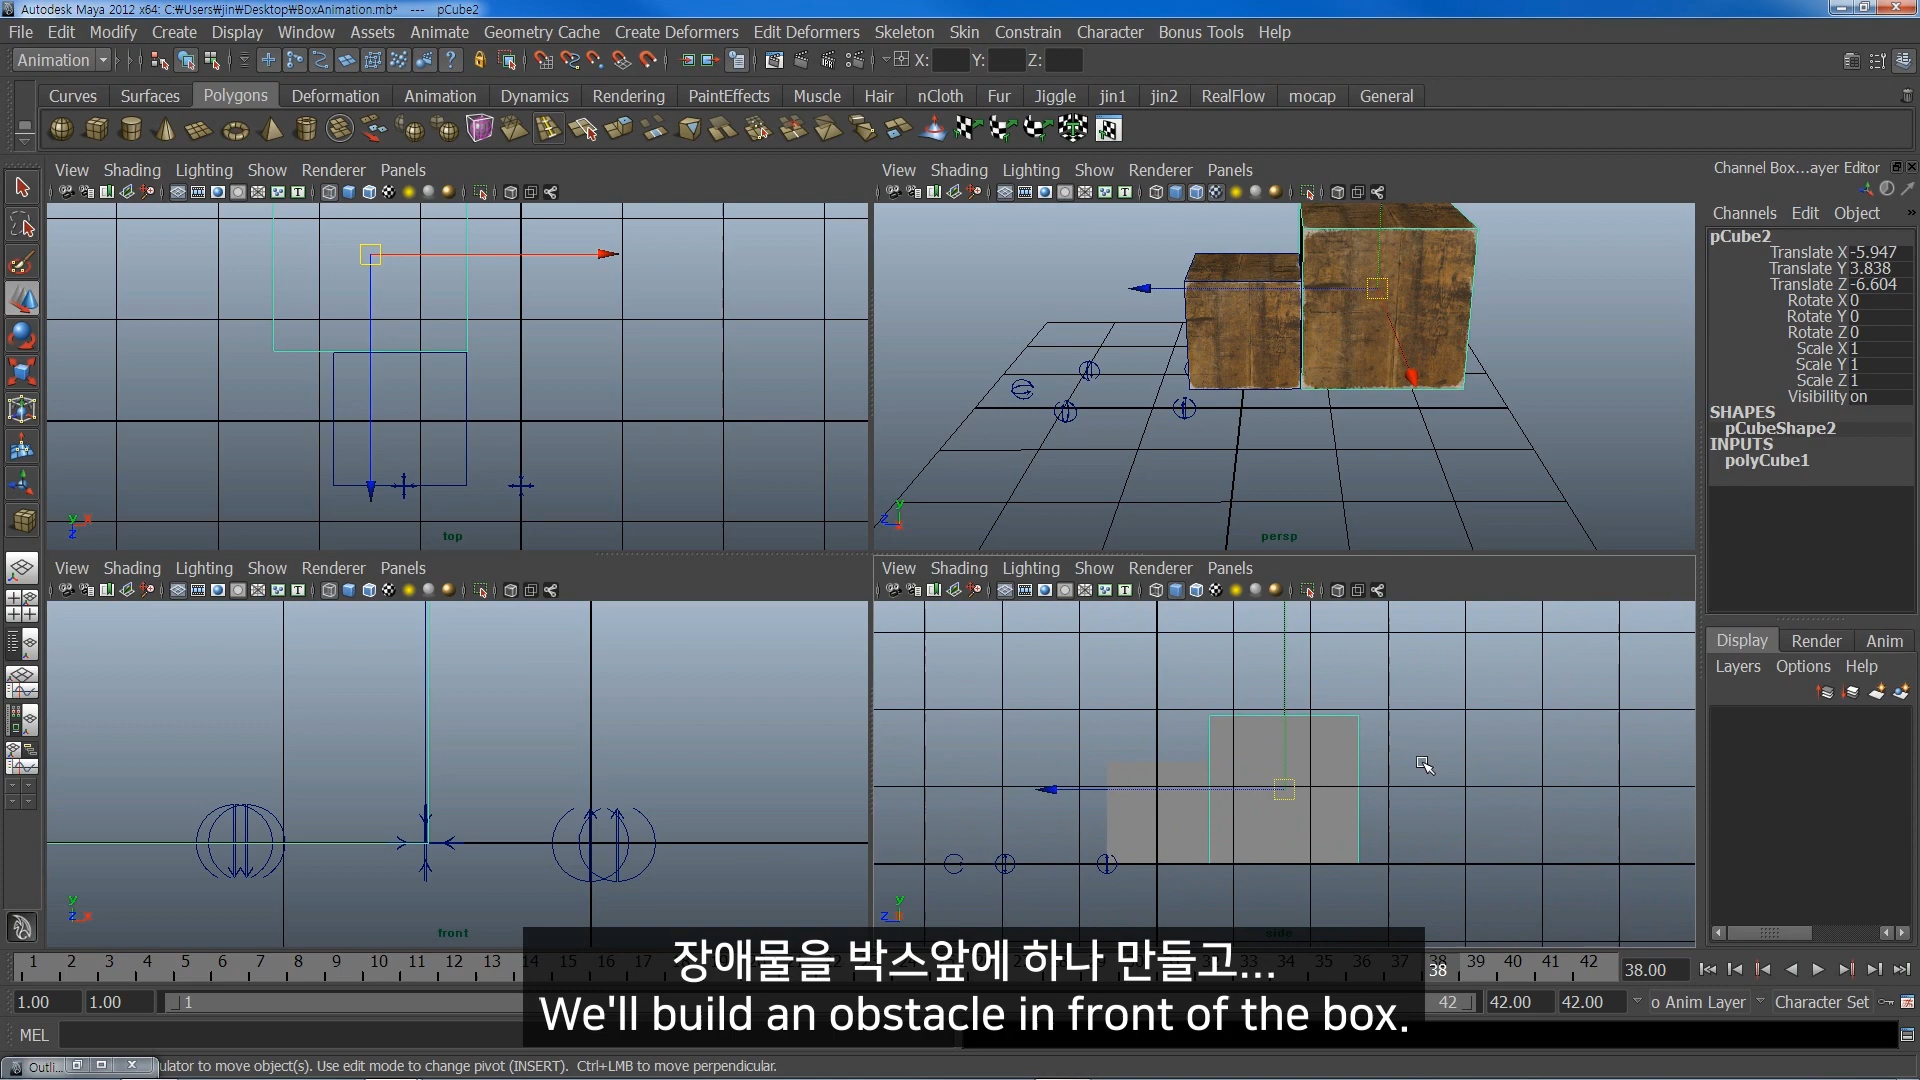 Autodesk Maya 2012 x64: C:₩Users₩jin₩Desktop₩BoxAnimation.mb* --- pCube2
File Edit Modify Create Display Window Assets Animate Geometry Cache Create Deformers Edit Deformers Skeleton Skin Constrain Character Bonus Tools Help
Animation X: Y: Z:
Curves Surfaces Polygons Deformation Animation Dynamics Rendering PaintEffects Muscle Hair nCloth Fur Jiggle jin1 jin2 RealFlow mocap General
View Shading Lighting Show Renderer Panels
top
View Shading Lighting Show Renderer Panels
persp
View Shading Lighting Show Renderer Panels
front
View Shading Lighting Show Renderer Panels
side
Channel Box...ayer Editor
Channels Edit Object
pCube2
Translate X -5.947
Translate Y 3.838
Translate Z -6.604
Rotate X 0
Rotate Y 0
Rotate Z 0
Scale X 1
Scale Y 1
Scale Z 1
Visibility on
SHAPES
pCubeShape2
INPUTS
polyCube1
Display Render Anim
Layers Options Help
장애물을 박스앞에 하나 만들고...
We'll build an obstacle in front of the box.
1 2 3 4 5 6 7 8 9 10 11 12 13 38 39 40 41 42 38.00
1.00 1.00 1 42 42.00 42.00 o Anim Layer Character Set
MEL
Outli... ulator to move object(s). Use edit mode to change pivot (INSERT). Ctrl+LMB to move perpendicular.